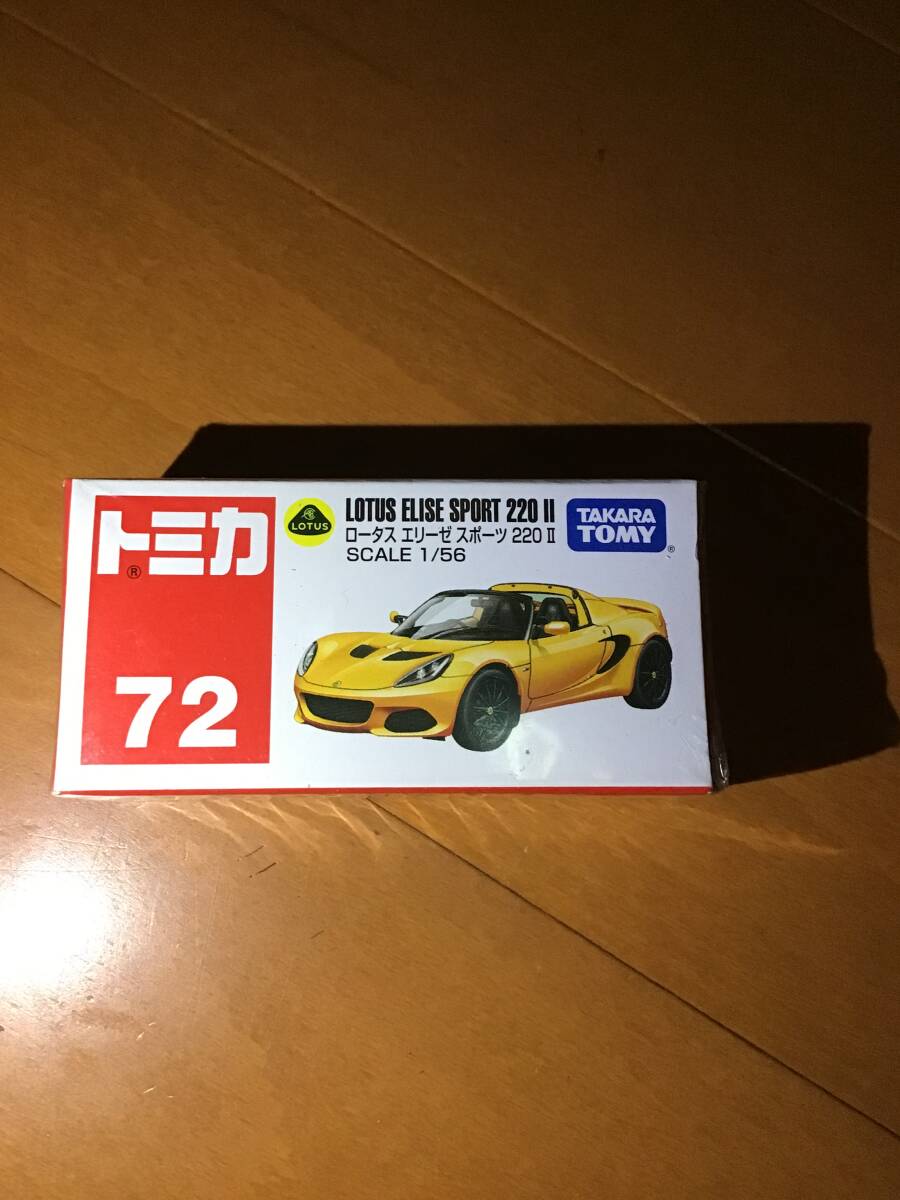 トミカ
®
72
LOTUS
LOTUS ELISE SPORT 220 II
ロータス エリーゼ スポーツ 220 II
SCALE 1/56
TAKARA
TOMY
®